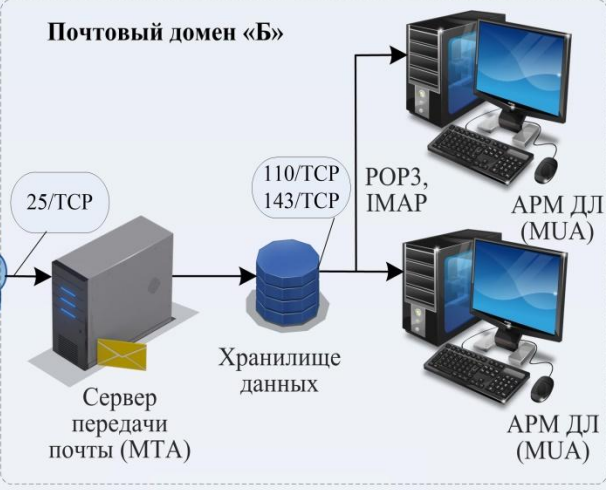 Почтовый домен «Б»
25/TCP
110/TCP
143/TCP
POP3,
IMAP
АРМ ДЛ
(MUA)
Сервер
передачи
почты (MTA)
Хранилище
данных
АРМ ДЛ
(MUA)